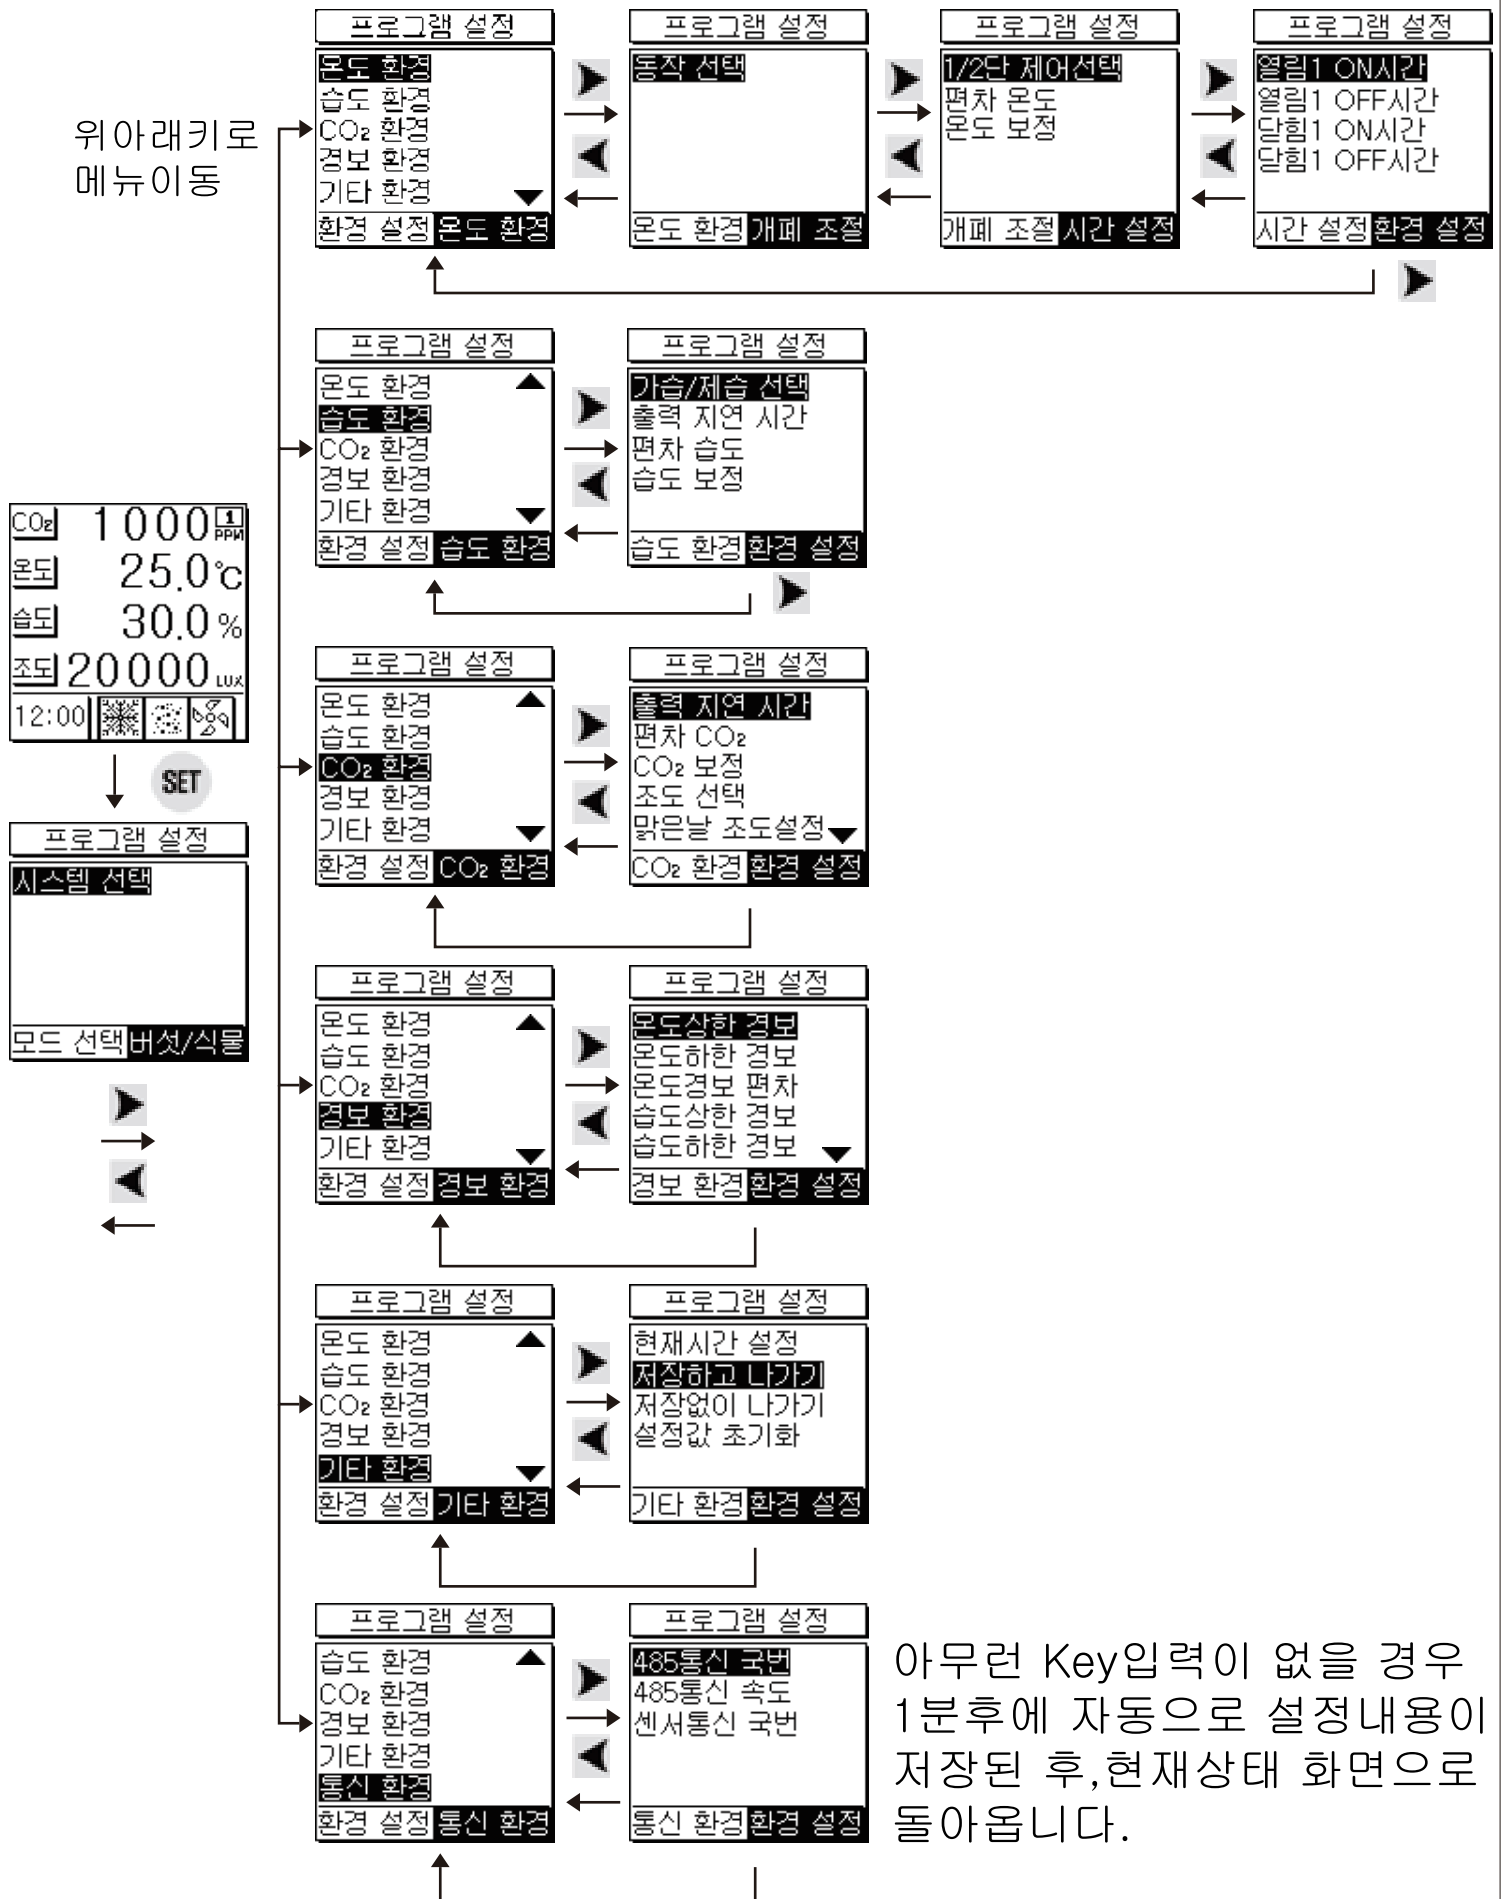 위아래키로
메뉴이동
프로그램 설정
온도 환경
습도 환경
CO₂ 환경
경보 환경
기타 환경
환경 설정 온도 환경
프로그램 설정
동작 선택
온도 환경 개폐 조절
프로그램 설정
1/2단 제어선택
편차 온도
온도 보정
개폐 조절 시간 설정
프로그램 설정
열림1 ON시간
열림1 OFF시간
닫힘1 ON시간
닫힘1 OFF시간
시간 설정 환경 설정
프로그램 설정
온도 환경
습도 환경
CO₂ 환경
경보 환경
기타 환경
환경 설정 습도 환경
프로그램 설정
가습/제습 선택
출력 지연 시간
편차 습도
습도 보정
습도 환경 환경 설정
CO₂ 1000 1 PPM
온도 25.0℃
습도 30.0 %
조도 20000 LUX
12:00
SET
프로그램 설정
시스템 선택
모드 선택 버섯/식물
프로그램 설정
온도 환경
습도 환경
CO₂ 환경
경보 환경
기타 환경
환경 설정 CO₂ 환경
프로그램 설정
출력 지연 시간
편차 CO₂
CO₂ 보정
조도 선택
맑은날 조도설정
CO₂ 환경 환경 설정
프로그램 설정
온도 환경
습도 환경
CO₂ 환경
경보 환경
기타 환경
환경 설정 경보 환경
프로그램 설정
온도상한 경보
온도하한 경보
온도경보 편차
습도상한 경보
습도하한 경보
경보 환경 환경 설정
프로그램 설정
온도 환경
습도 환경
CO₂ 환경
경보 환경
기타 환경
환경 설정 기타 환경
프로그램 설정
현재시간 설정
저장하고 나가기
저장없이 나가기
설정값 초기화
기타 환경 환경 설정
프로그램 설정
습도 환경
CO₂ 환경
경보 환경
기타 환경
통신 환경
환경 설정 통신 환경
프로그램 설정
485통신 국번
485통신 속도
센서통신 국번
통신 환경 환경 설정
아무런 Key입력이 없을 경우
1분후에 자동으로 설정내용이
저장된 후,현재상태 화면으로
돌아옵니다.